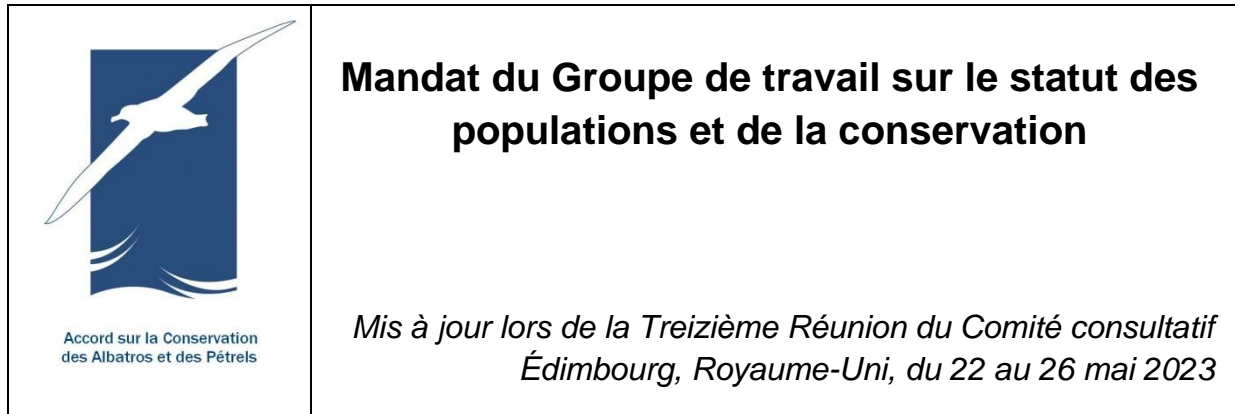 Accord sur la Conservation
des Albatros et des Pétrels
Mandat du Groupe de travail sur le statut des
populations et de la conservation
Mis à jour lors de la Treizième Réunion du Comité consultatif
Édimbourg, Royaume-Uni, du 22 au 26 mai 2023